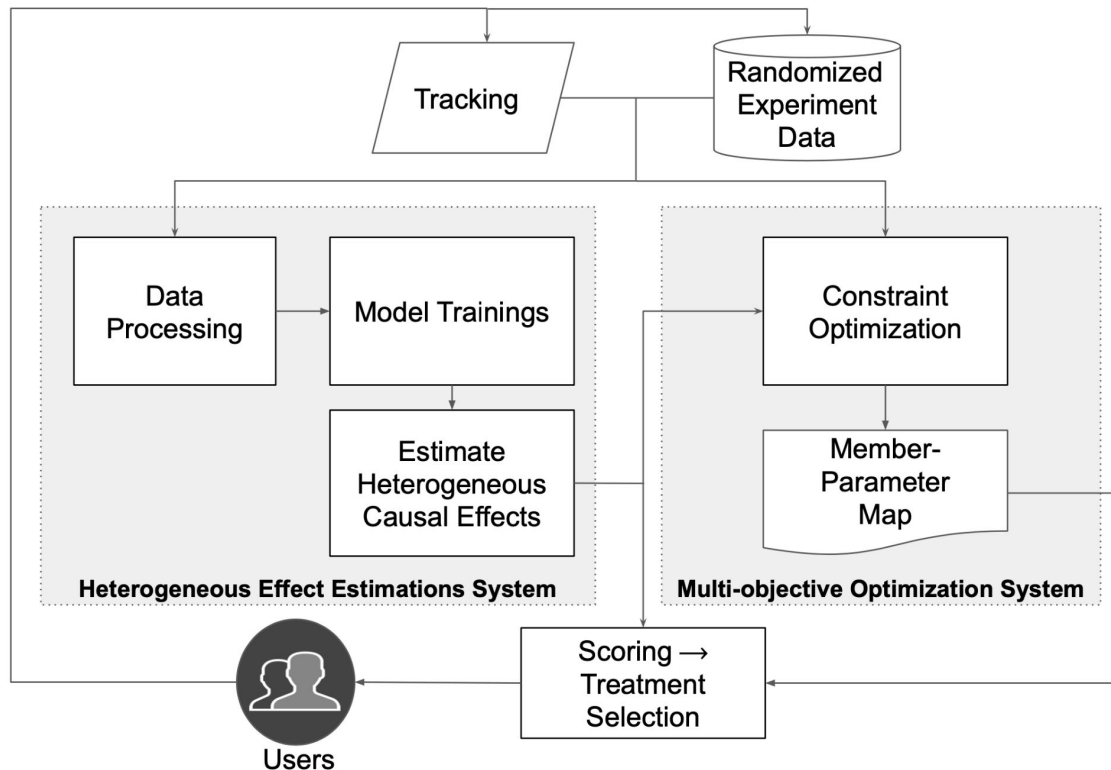 Tracking
Randomized
Experiment
Data
Data
Processing
Model Trainings
Estimate
Heterogeneous
Causal Effects
Heterogeneous Effect Estimations System
Constraint
Optimization
Member-
Parameter
Map
Multi-objective Optimization System
Scoring →
Treatment
Selection
Users